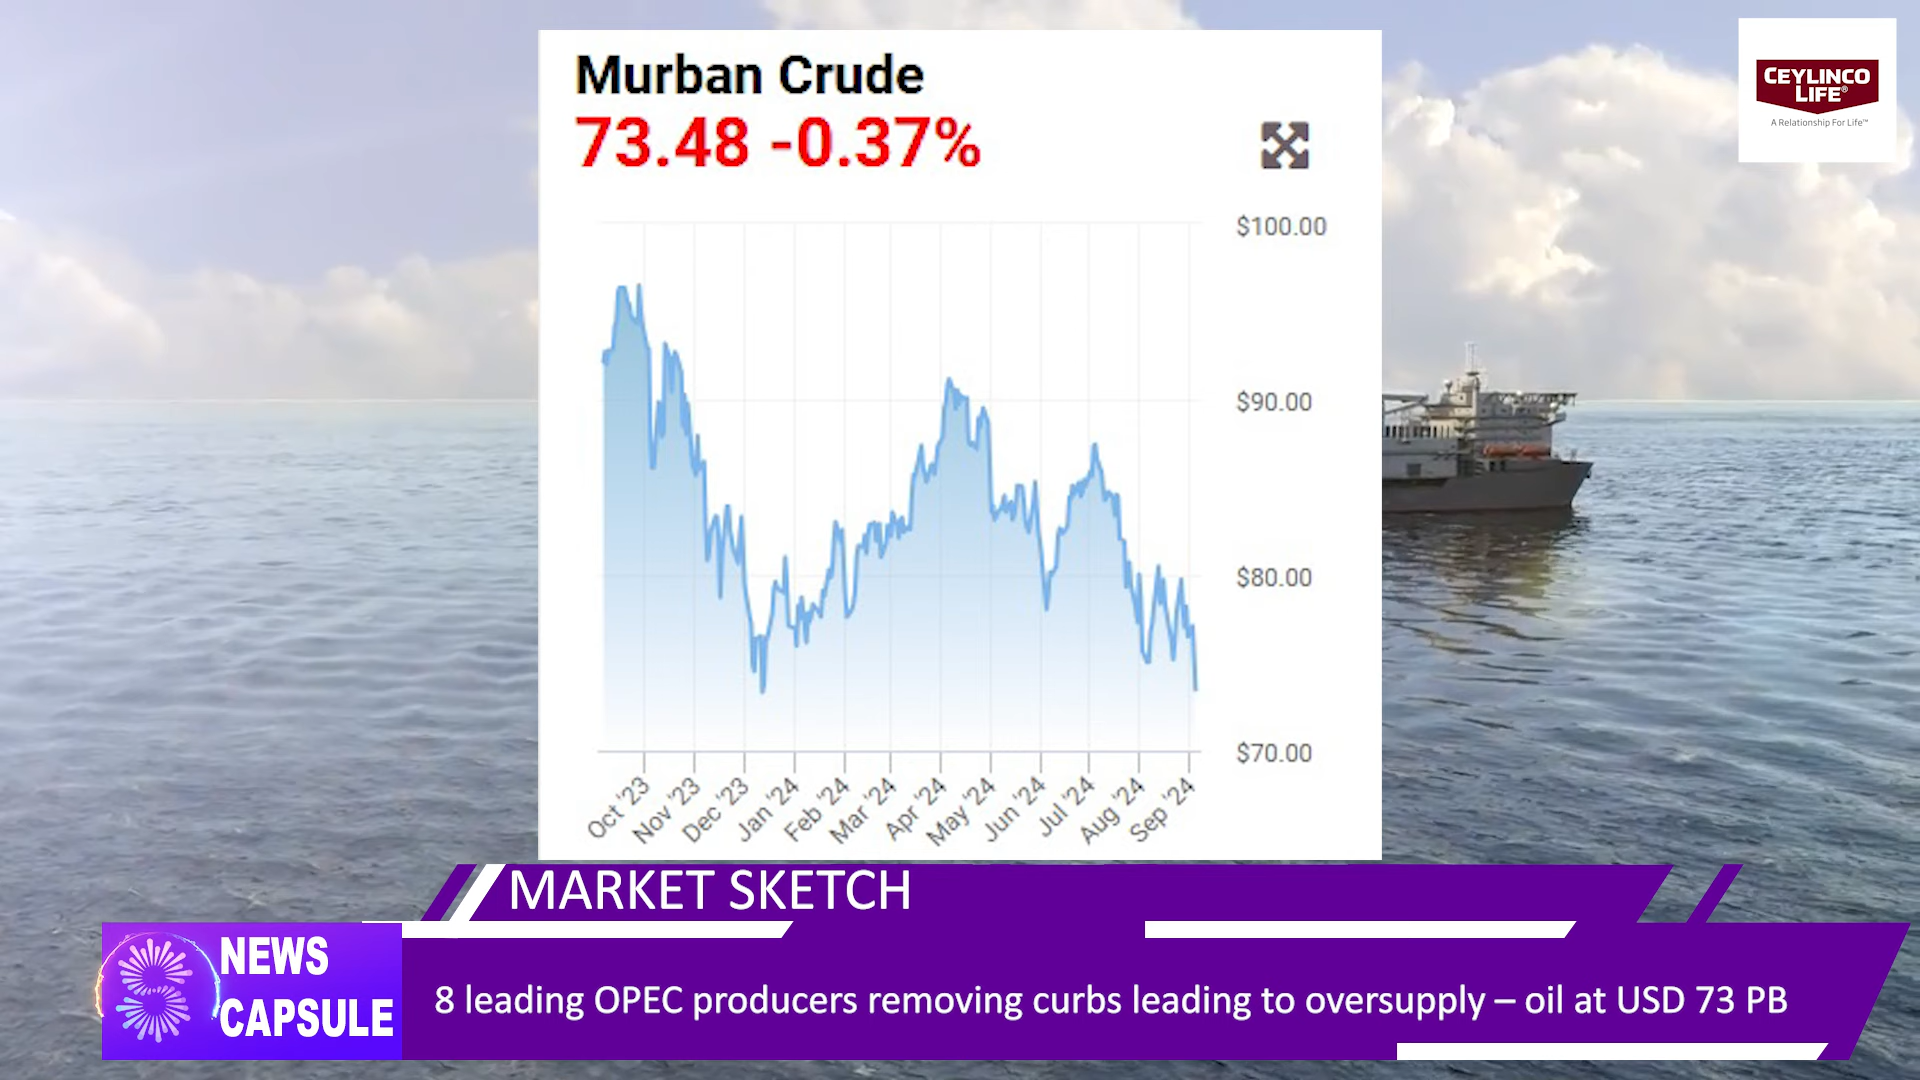 Murban Crude
73.48 -0.37%
CEYLINCO
LIFE®
A Relationship For Life™
$100.00
$90.00
$80.00
$70.00
Oct '23
Nov '23
Dec '23
Jan '24
Feb '24
Mar '24
Apr '24
May '24
Jun '24
Jul '24
Aug '24
Sep '24
MARKET SKETCH
NEWS
CAPSULE
8 leading OPEC producers removing curbs leading to oversupply – oil at USD 73 PB